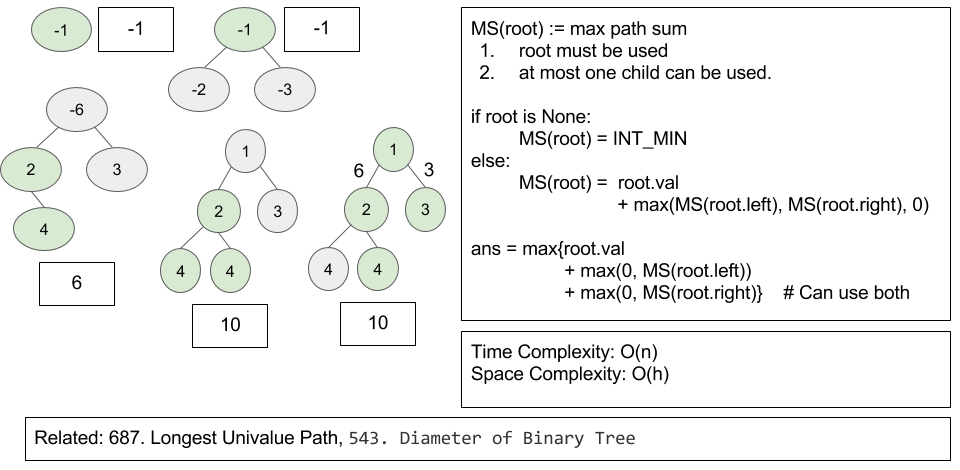 -1
-1
-1
-1
-2
-3
-6
2
3
4
6
1
2
3
4
4
10
1
6
3
2
3
4
4
10
MS(root) := max path sum
1. root must be used
2. at most one child can be used.
if root is None:
MS(root) = INT_MIN
else:
MS(root) = root.val
+ max(MS(root.left), MS(root.right), 0)
ans = max{root.val
+ max(0, MS(root.left))
+ max(0, MS(root.right)} # Can use both
Time Complexity: O(n)
Space Complexity: O(h)
Related: 687. Longest Univalue Path, 543. Diameter of Binary Tree